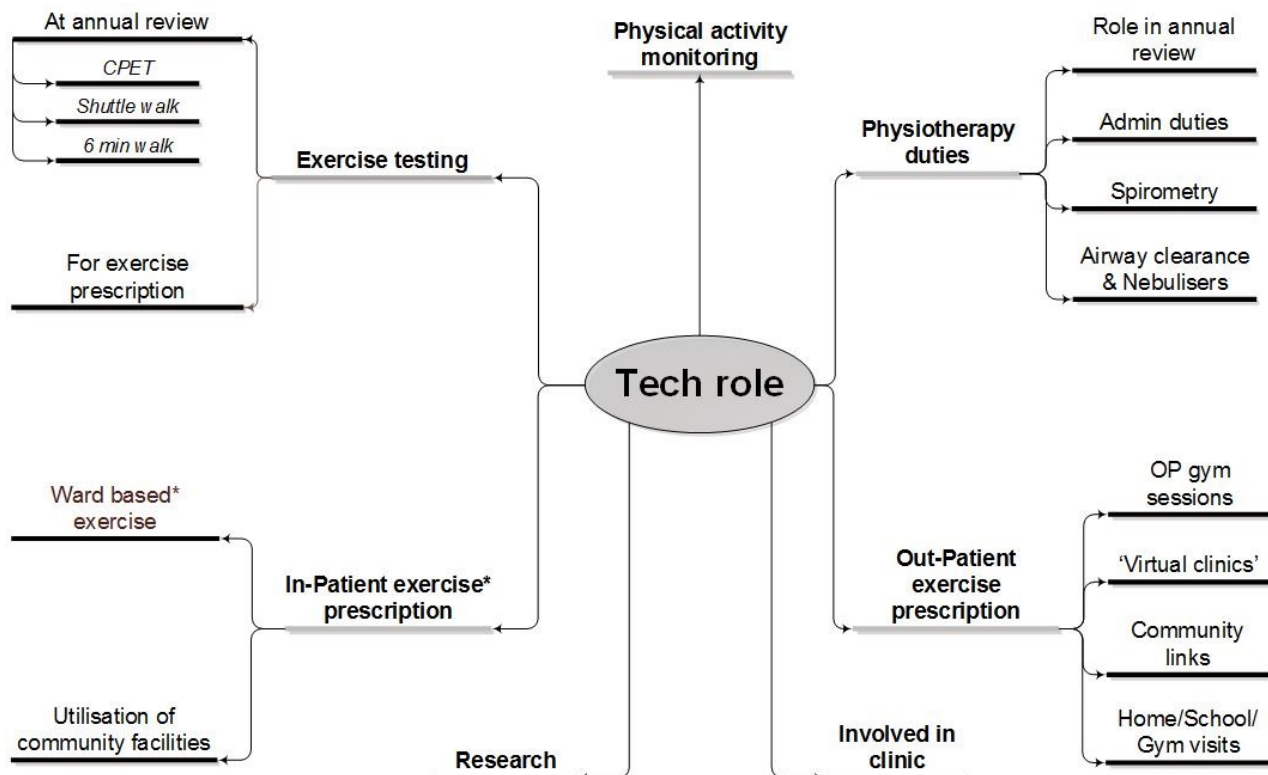 At annual review
CPET
Shuttle walk
6 min walk
Exercise testing
For exercise
prescription
Physical activity
monitoring
Physiotherapy
duties
Role in annual
review
Admin duties
Spirometry
Airway clearance
& Nebulisers
Tech role
Ward based*
exercise
In-Patient exercise*
prescription
Utilisation of
community facilities
Research
Involved in
clinic
Out-Patient
exercise
prescription
OP gym
sessions
‘Virtual clinics’
Community
links
Home/School/
Gym visits